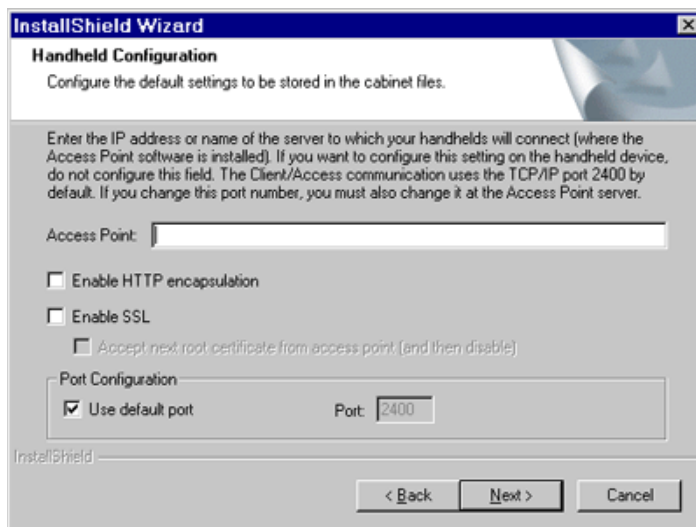 InstallShield Wizard
Handheld Configuration
Configure the default settings to be stored in the cabinet files.
Enter the IP address or name of the server to which your handhelds will connect (where the
Access Point software is installed). If you want to configure this setting on the handheld device,
do not configure this field. The Client/Access communication uses the TCP/IP port 2400 by
default. If you change this port number, you must also change it at the Access Point server.
Access Point:
Enable HTTP encapsulation
Enable SSL
Accept next root certificate from access point (and then disable)
Port Configuration
Use default port
Port: 2400
InstallShield
< Back
Next >
Cancel